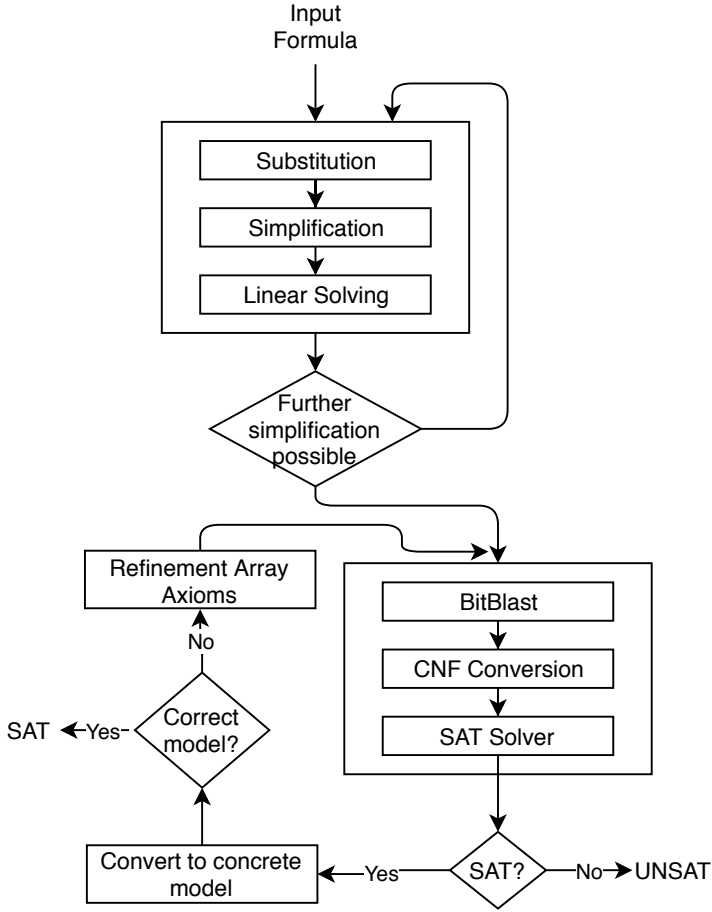 Input
Formula
Substitution
Simplification
Linear Solving
Further
simplification
possible
Refinement Array
Axioms
BitBlast
No
CNF Conversion
SAT
Yes
Correct
model?
SAT Solver
Convert to concrete
model
Yes
SAT?
No
UNSAT